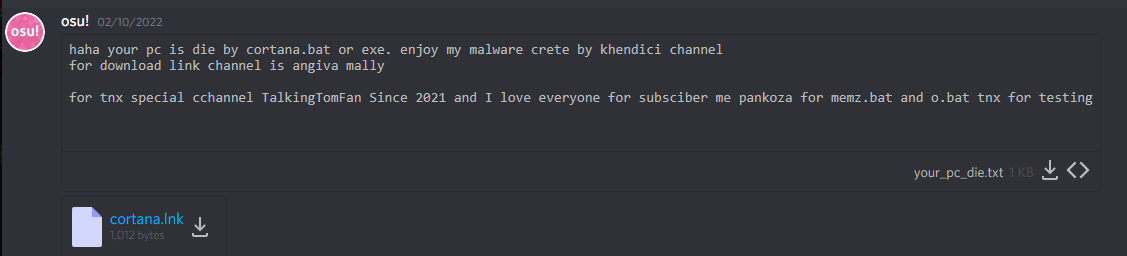 osu!
osu! 02/10/2022
haha your pc is die by cortana.bat or exe. enjoy my malware crete by khendici channel
for download link channel is angiva mally
for tnx special cchannel TalkingTomFan Since 2021 and I love everyone for subsciber me pankoza for memz.bat and o.bat tnx for testing
your_pc_die.txt 1 KB
cortana.lnk
1,012 bytes